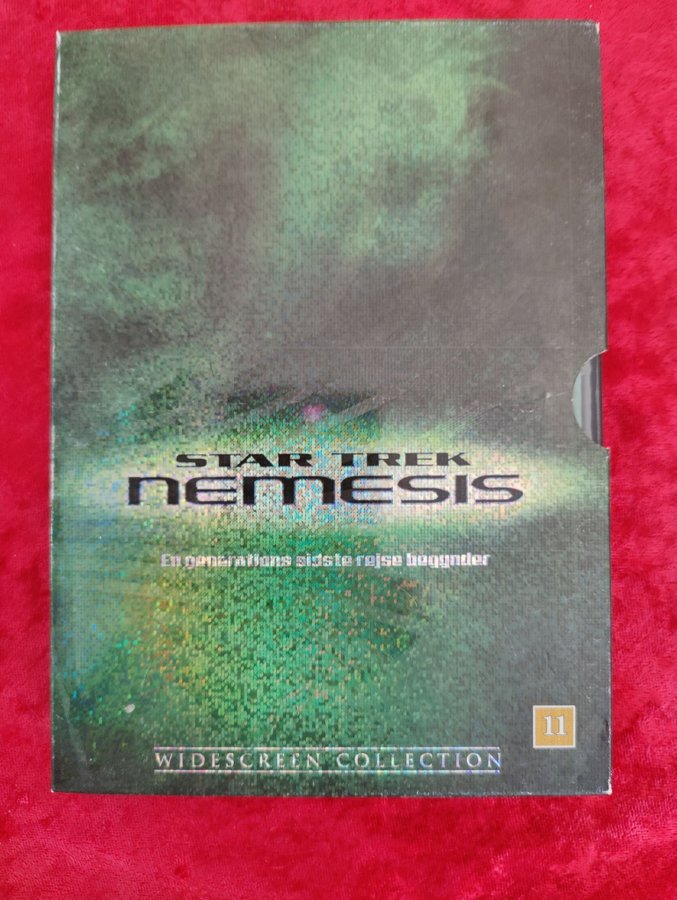 STAR TREK
NEMESIS
En generations sidste rejse begynder
11
WIDESCREEN COLLECTION